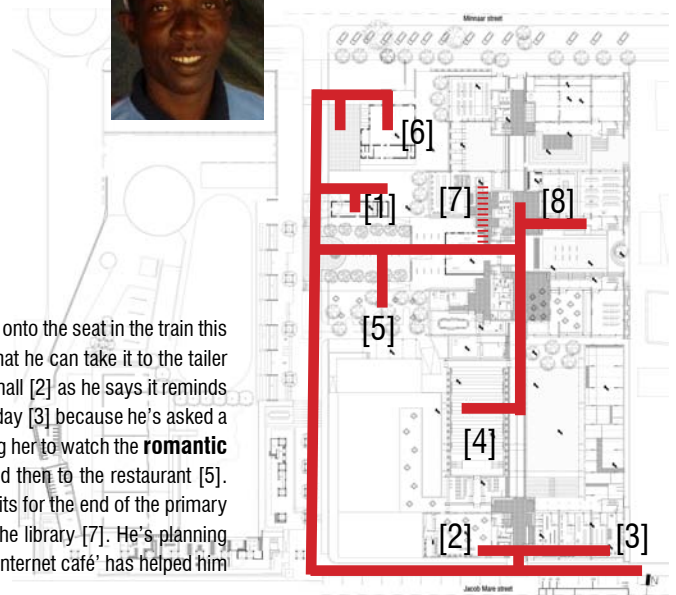 Minnaar street
[6]
[1]
[7]
[8]
onto the seat in the train this
hat he can take it to the tailer
hall [2] as he says it reminds
day [3] because he's asked a
g her to watch the romantic
d then to the restaurant [5].
its for the end of the primary
he library [7]. He's planning
nternet café' has helped him
[5]
[4]
[2]
[3]
Jacob Mare street
N